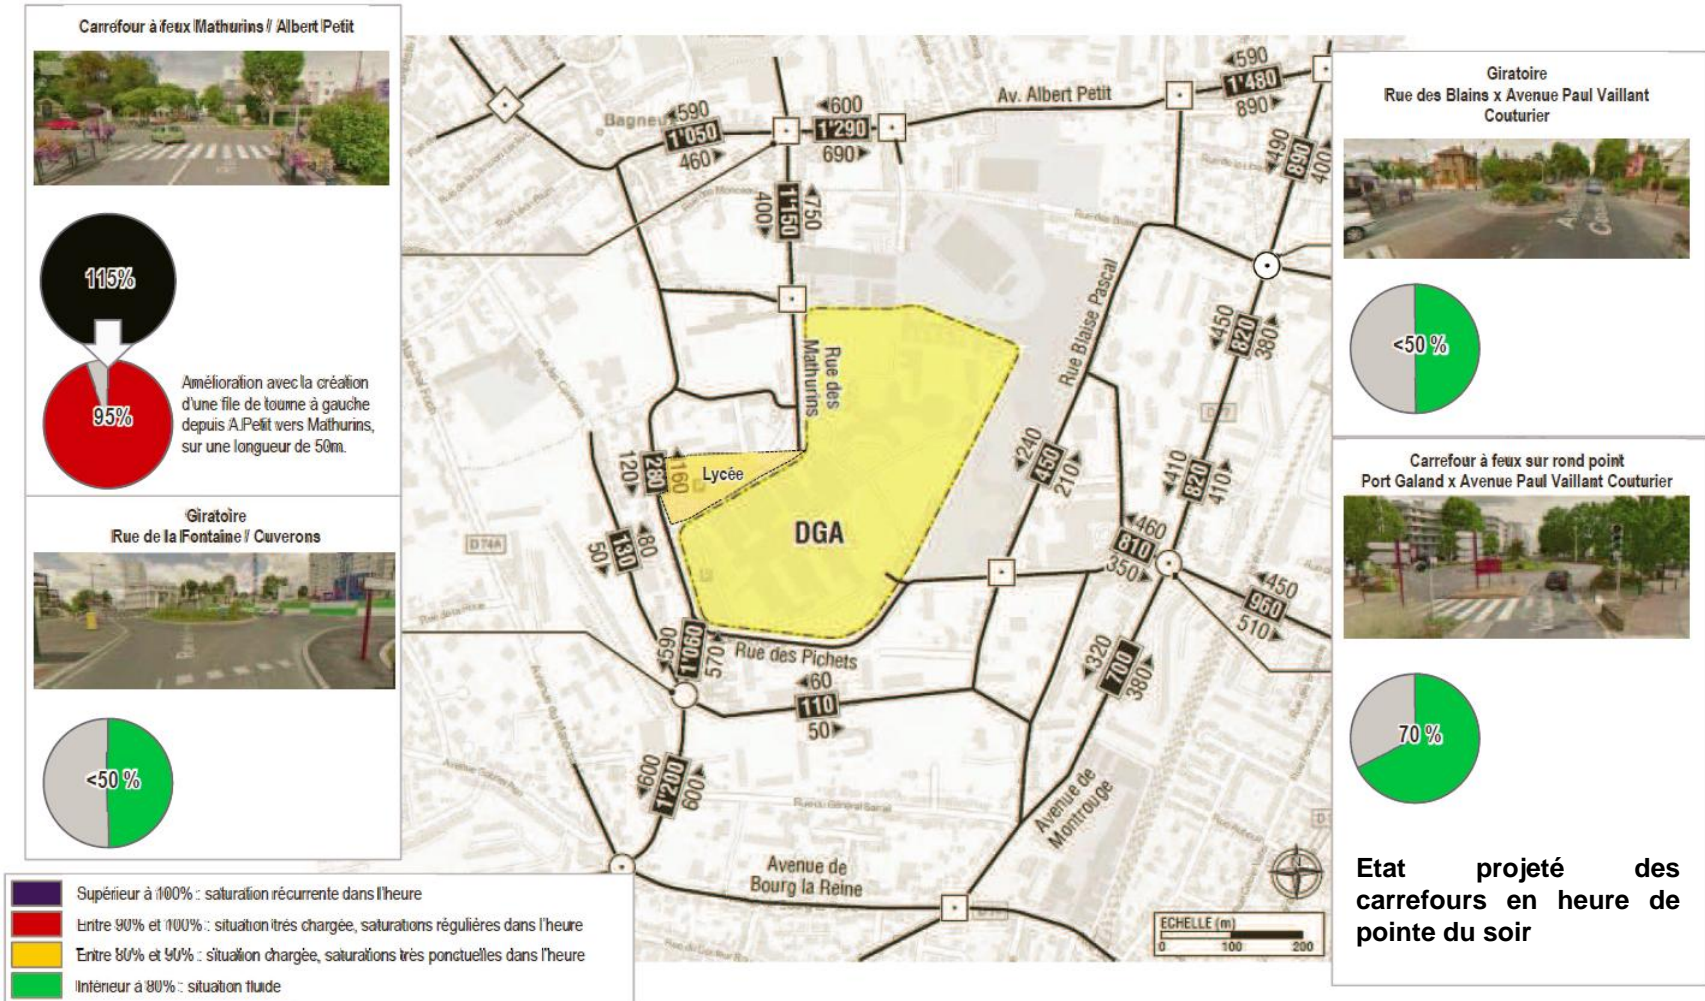 Carrefour à feux Mathurins // Albert Petit
115%
95%
Amélioration avec la création
d'une file de tourne à gauche
depuis A.Petit vers Mathurins,
sur une longueur de 50m.
Giratoire
Rue de la Fontaine // Cuverons
<50 %
Supérieur à 100% : saturation récurrente dans l'heure
Entre 90% et 100% : situation très chargée, saturations régulières dans l'heure
Entre 80% et 90% : situation chargée, saturations très ponctuelles dans l'heure
Inférieur à 80% : situation fluide
Bagneux
590
1'050
460
600
1'290
690
Av. Albert Petit
590
1'480
890
490
890
400
400
1'150
750
Rue des Blains
450
820
380
Rue Blaise Pascal
Rue des
Mathurins
Lycée
DGA
120
280
160
50
130
80
D74A
240
450
210
410
820
410
460
810
350
450
960
510
590
1'060
570
Rue des Pichets
60
110
50
320
700
380
600
1'200
600
Rue du Général Sarrail
Avenue de
Montrouge
Avenue de
Bourg la Reine
ECHELLE (m)
0 100 200
Giratoire
Rue des Blains x Avenue Paul Vaillant
Couturier
<50 %
Carrefour à feux sur rond point
Port Galand x Avenue Paul Vaillant Couturier
70 %
Etat projeté des
carrefours en heure de
pointe du soir